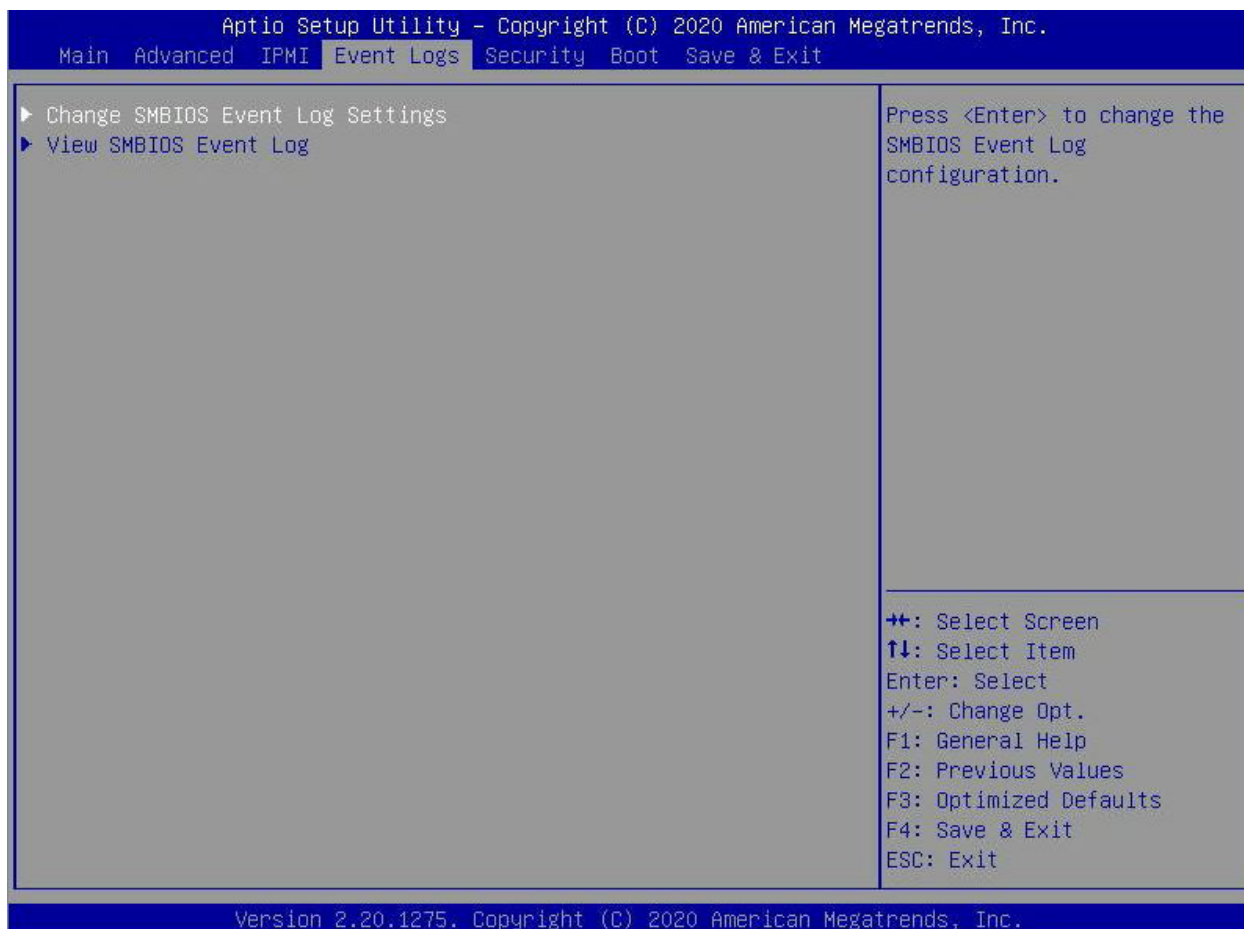 Aptio Setup Utility – Copyright (C) 2020 American Megatrends, Inc.
Main Advanced IPMI Event Logs Security Boot Save & Exit
▶ Change SMBIOS Event Log Settings
▶ View SMBIOS Event Log
Press <Enter> to change the
SMBIOS Event Log
configuration.
→←: Select Screen
↑↓: Select Item
Enter: Select
+/-: Change Opt.
F1: General Help
F2: Previous Values
F3: Optimized Defaults
F4: Save & Exit
ESC: Exit
Version 2.20.1275. Copyright (C) 2020 American Megatrends, Inc.